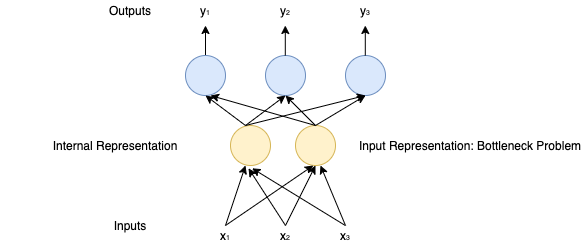 Outputs y₁ y₂ y₃
Internal Representation Input Representation: Bottleneck Problem
Inputs
x₁ x₂ x₃